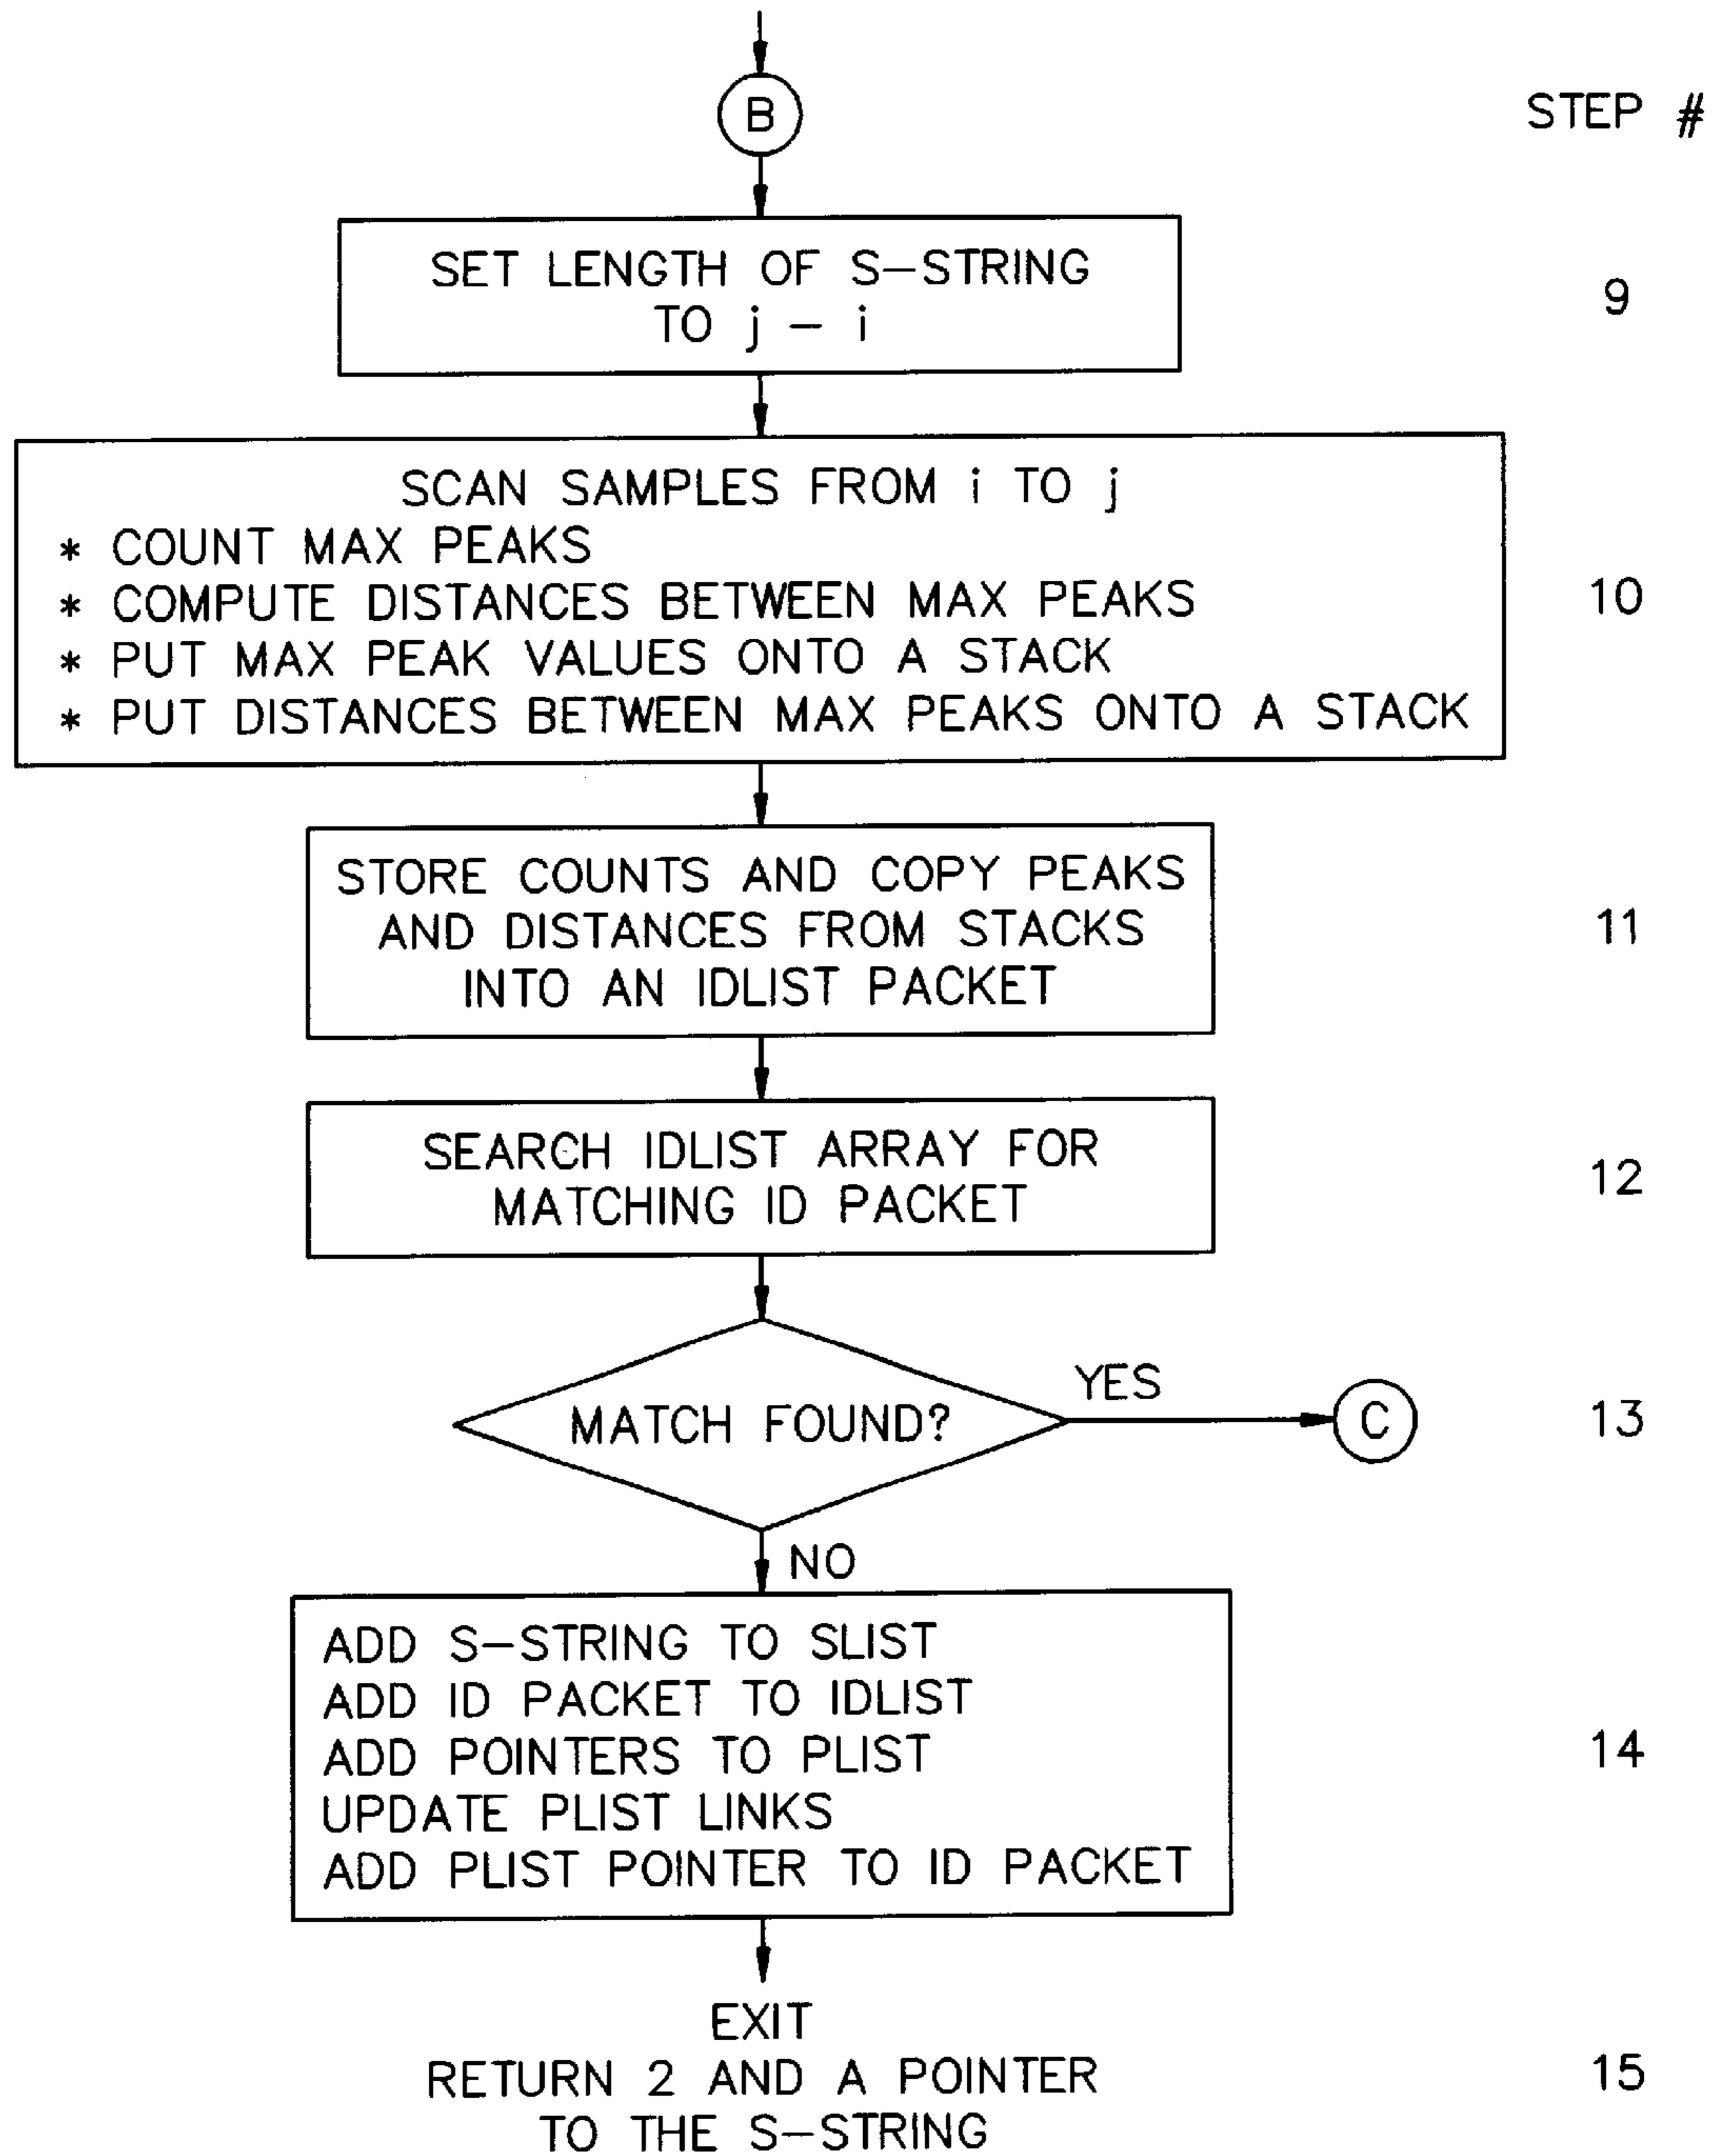 B
STEP #
SET LENGTH OF S–STRING
TO j – i
9
SCAN SAMPLES FROM i TO j
* COUNT MAX PEAKS
* COMPUTE DISTANCES BETWEEN MAX PEAKS
* PUT MAX PEAK VALUES ONTO A STACK
* PUT DISTANCES BETWEEN MAX PEAKS ONTO A STACK
10
STORE COUNTS AND COPY PEAKS
AND DISTANCES FROM STACKS
INTO AN IDLIST PACKET
11
SEARCH IDLIST ARRAY FOR
MATCHING ID PACKET
12
MATCH FOUND?
YES
C
13
NO
ADD S–STRING TO SLIST
ADD ID PACKET TO IDLIST
ADD POINTERS TO PLIST
UPDATE PLIST LINKS
ADD PLIST POINTER TO ID PACKET
14
EXIT
RETURN 2 AND A POINTER
TO THE S–STRING
15